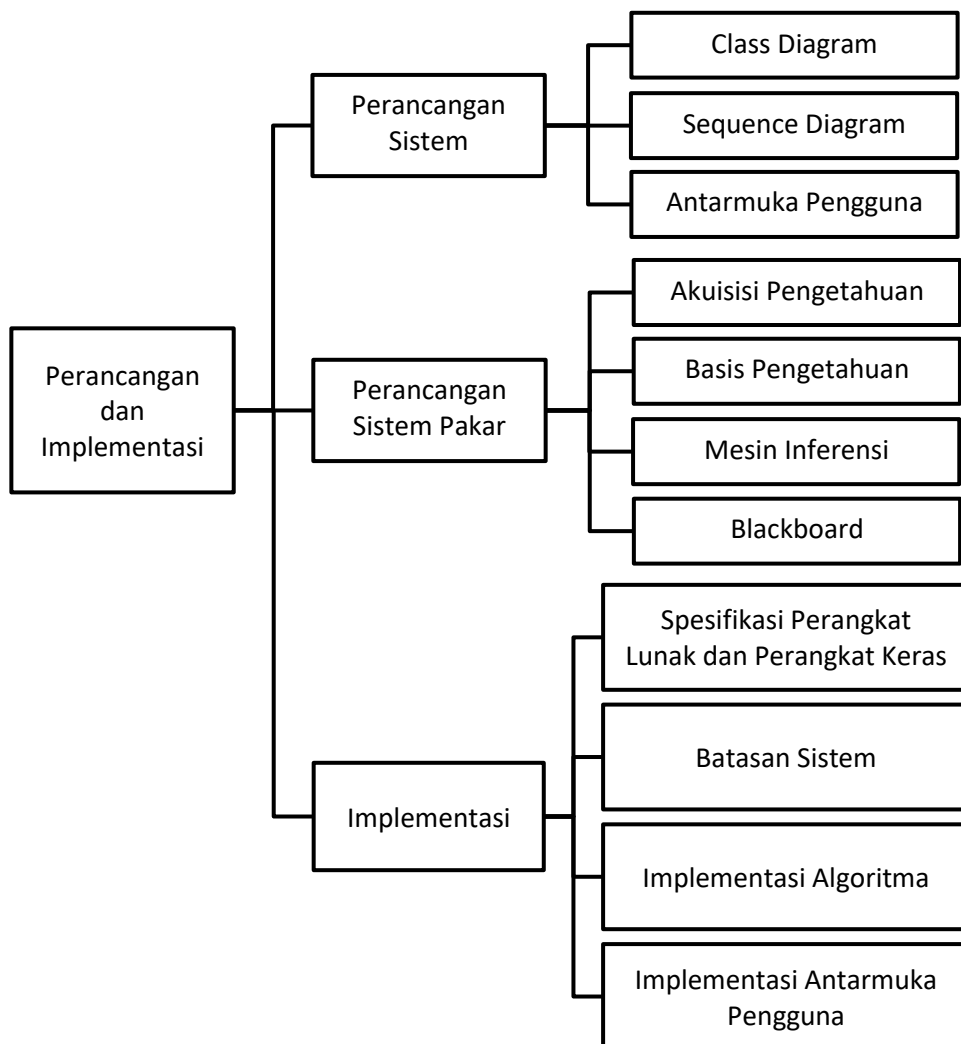 Perancangan
dan
Implementasi
Perancangan
Sistem
Class Diagram
Sequence Diagram
Antarmuka Pengguna
Perancangan
Sistem Pakar
Akuisisi Pengetahuan
Basis Pengetahuan
Mesin Inferensi
Blackboard
Implementasi
Spesifikasi Perangkat
Lunak dan Perangkat Keras
Batasan Sistem
Implementasi Algoritma
Implementasi Antarmuka
Pengguna